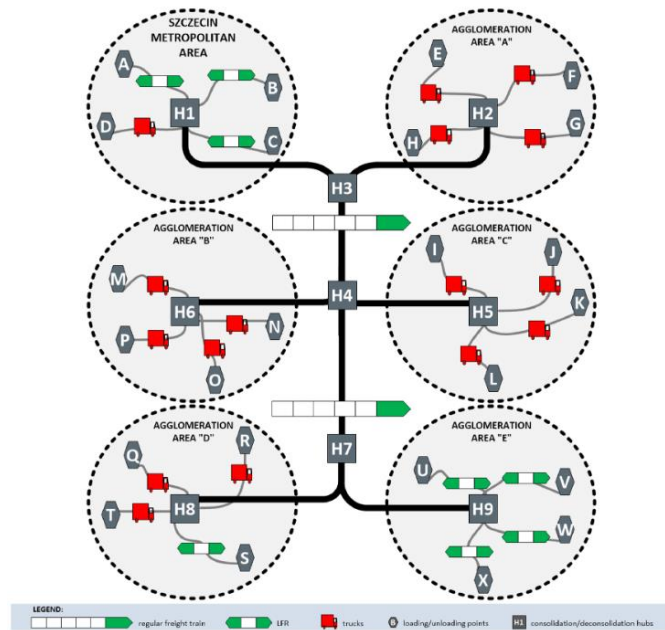 SZCZECIN
METROPOLITAN
AREA
A
B
H1
D
C
AGGLOMERATION
AREA "A"
E
F
H2
H
G
H3
AGGLOMERATION
AREA "B"
M
H6
P
N
O
H4
AGGLOMERATION
AREA "C"
I
J
K
H5
L
AGGLOMERATION
AREA "D"
Q
R
T
H8
S
H7
AGGLOMERATION
AREA "E"
U
V
H9
W
X
LEGEND:
regular freight train
LFR
trucks
B loading/unloading points
H1 consolidation/deconsolidation hubs